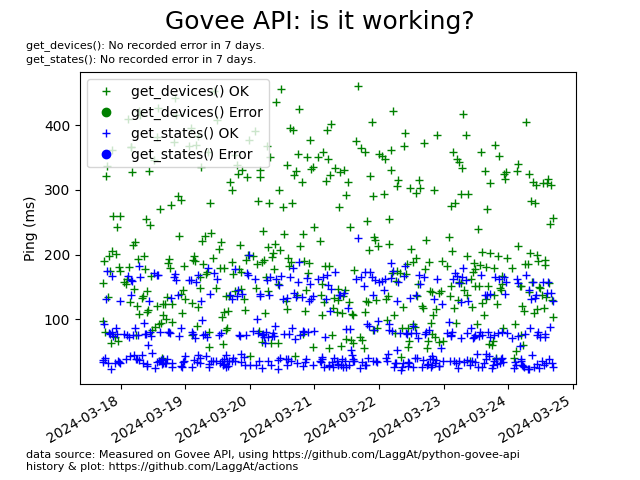 Govee API: is it working?
get_devices(): No recorded error in 7 days.
get_states(): No recorded error in 7 days.
get_devices() OK
get_devices() Error
get_states() OK
get_states() Error
Ping (ms)
400
300
200
100
2024-03-18
2024-03-19
2024-03-20
2024-03-21
2024-03-22
2024-03-23
2024-03-24
2024-03-25
data source: Measured on Govee API, using https://github.com/LaggAt/python-govee-api
history & plot: https://github.com/LaggAt/actions